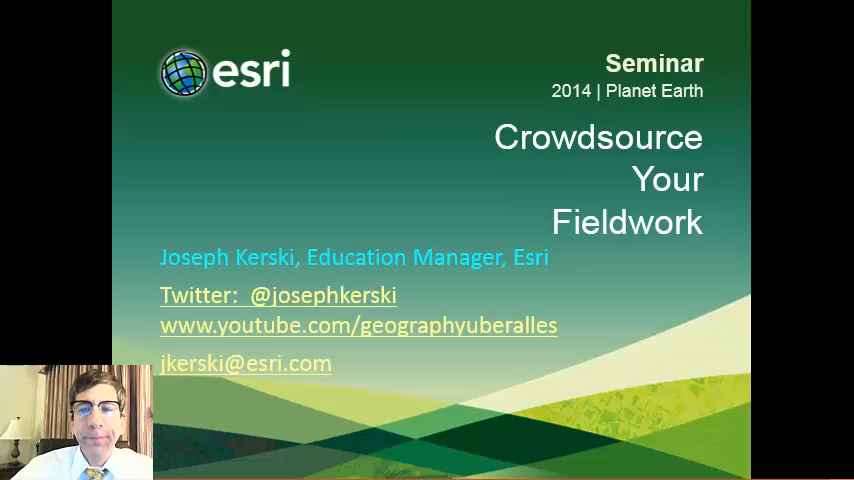 esri
Seminar
2014 | Planet Earth
Crowdsource
Your
Fieldwork
Joseph Kerski, Education Manager, Esri
Twitter:  @josephkerski
www.youtube.com/geographyuberalles
jkerski@esri.com